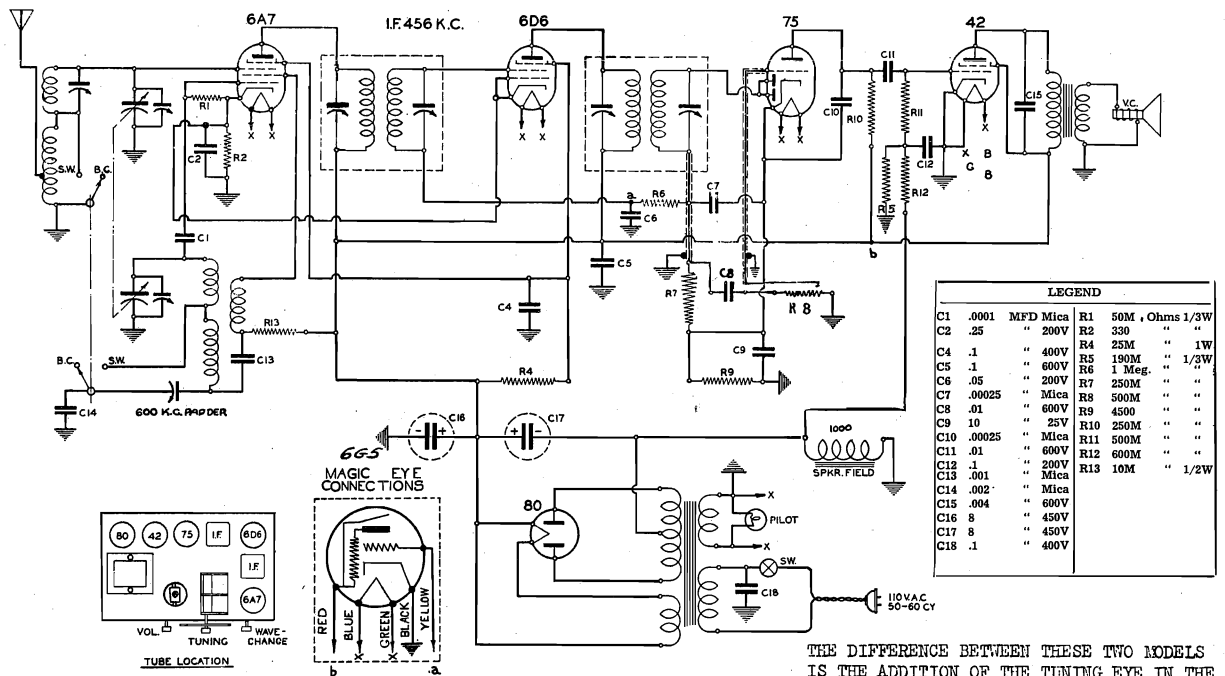 6A7
I.F. 456 K.C.
6D6
75
42
R1
C2
R2
X X
X X
X X
X X
C10
R10
C11
R11
C12
R12
R5
G
B
B
C15
V.C.
S.W.
B.C.
C1
a
C6
R6
C7
C5
R7
C8
R8
C4
b
R13
C13
C9
R9
R4
B.C.
S.W.
C14
600 K.C. PADDER
- C16 +
+ C17 -
1000
SPKR. FIELD
6G5
MAGIC EYE
CONNECTIONS
80
X
PILOT
X
SW.
C18
110 V.A.C
50-60 CY
RED
BLUE
GREEN
BLACK
YELLOW
b
X
X
.a
80 42 75 I.F. 6D6
I.F.
6A7
VOL.
TUNING
WAVE-
CHANGE
TUBE LOCATION
LEGEND
C1 .0001 MFD Mica
C2 .25 " 200V
C4 .1 " 400V
C5 .1 " 600V
C6 .05 " 200V
C7 .00025 " Mica
C8 .01 " 600V
C9 10 " 25V
C10 .00025 " Mica
C11 .01 " 600V
C12 .1 " 200V
C13 .001 " Mica
C14 .002 " Mica
C15 .004 " 600V
C16 8 " 450V
C17 8 " 450V
C18 .1 " 400V
R1 50M , Ohms 1/3W
R2 330 " "
R4 25M " 1W
R5 190M " 1/3W
R6 1 Meg. " "
R7 250M " "
R8 500M " "
R9 4500 " "
R10 250M " "
R11 500M " "
R12 600M " "
R13 10M " 1/2W
THE DIFFERENCE BETWEEN THESE TWO MODELS
IS THE ADDITION OF THE TUNING EYE IN THE